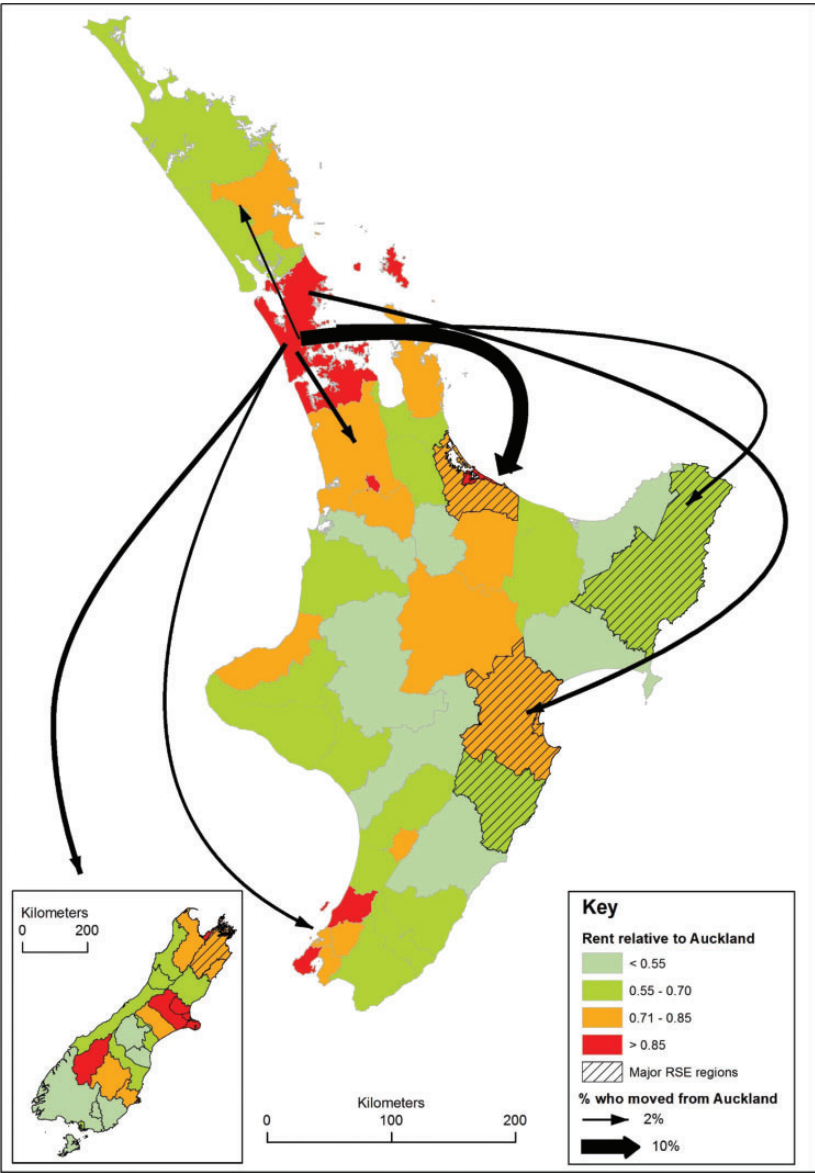 Kilometers
0 200
Key
Rent relative to Auckland
< 0.55
0.55 - 0.70
0.71 - 0.85
> 0.85
Major RSE regions
% who moved from Auckland
2%
10%
Kilometers
0 100 200